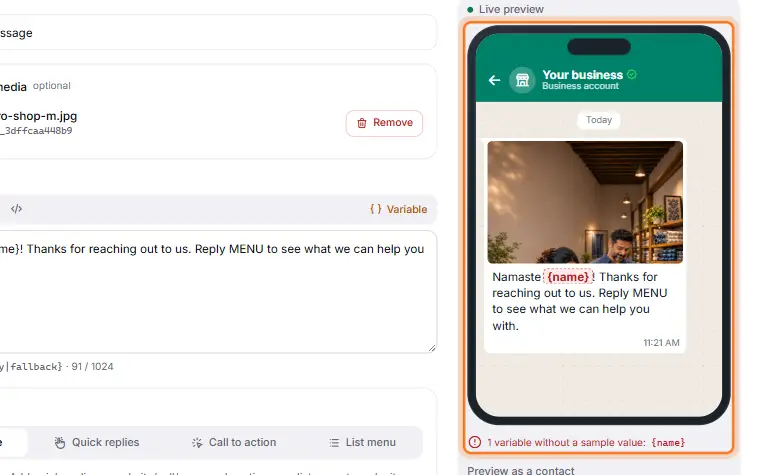 Live preview
ssage
media optional
ro-shop-m.jpg
_3dffcaa448b9
Remove
</>
{ } Variable
me}! Thanks for reaching out to us. Reply MENU to see what we can help you
y|fallback} · 91 / 1024
e
Quick replies
Call to action
List menu
Your business
Business account
Today
Namaste {name}! Thanks for
reaching out to us. Reply MENU
to see what we can help you
with.
11:21 AM
1 variable without a sample value: {name}
Preview as a contact